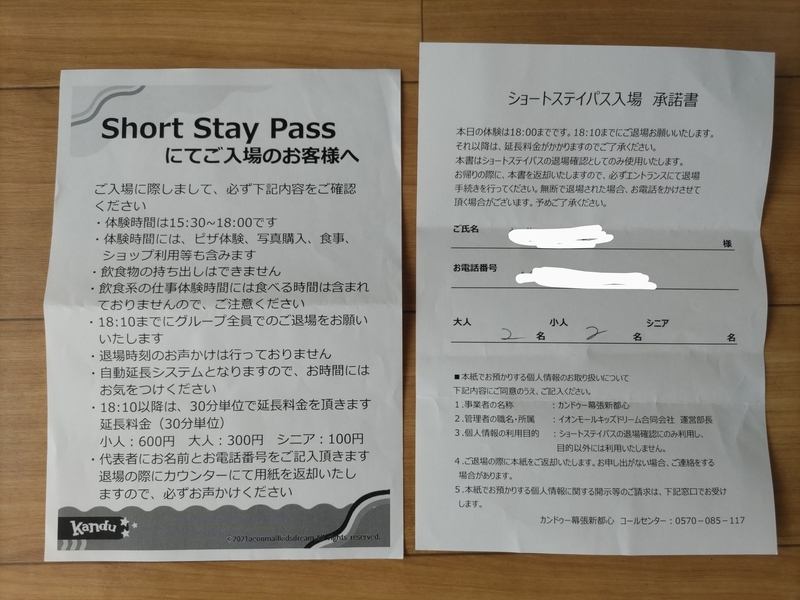 Short Stay Pass
にてご入場のお客様へ
ご入場に際しまして、必ず下記内容をご確認
ください
・体験時間は15:30~18:00です
・体験時間には、ピザ体験、写真購入、食事、
ショップ利用等も含みます
・飲食物の持ち出しはできません
・飲食系の仕事体験時間には食べる時間は含まれ
ておりませんので、ご注意ください
・18:10までにグループ全員でのご退場をお願い
いたします
・退場時刻のお声かけは行っておりません
・自動延長システムとなりますので、お時間には
お気をつけください
・18:10以降は、30分単位で延長料金を頂きます
延長料金（30分単位）
小人：600円 大人：300円 シニア：100円
・代表者にお名前とお電話番号をご記入頂きます
退場の際にカウンターにて用紙を返却いたし
ますので、必ずお声かけください
Kandu
©2021aeonmallkidsdream All rights reserved.
ショートステイパス入場 承諾書
本日の体験は18:00までです。18:10までにご退場お願いいたします。
それ以降は、延長料金がかかりますのでご了承ください。
本書はショートステイパスの退場確認としてのみ使用いたします。
お帰りの際に、本書を返却いたしますので、必ずエントランスにて退場
手続きを行ってください。無断で退場された場合、お電話をかけさせて
頂く場合がございます。予めご了承ください。
ご氏名 様
お電話番号
大人 2 名 小人 2 名 シニア 名
■本紙でお預かりする個人情報のお取り扱いについて
下記内容にご同意のうえ、ご記入ください。
1.事業者の名称 ：カンドゥー幕張新都心
2.管理者の職名・所属 ：イオンモールキッズドリーム合同会社 運営部長
3.個人情報の利用目的 ：ショートステイパスの退場確認にのみ利用し、
目的以外には利用いたしません。
4.ご退場の際に本紙をご返却いたします。お申し出がない場合、ご連絡をする
場合があります。
5.本紙でお預かりする個人情報に関する開示等のご請求は、下記窓口でお受け
します。
カンドゥー幕張新都心 コールセンター：0570-085-117